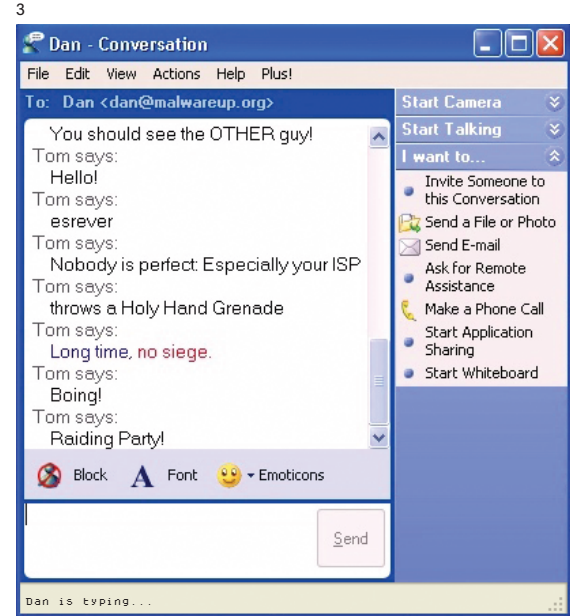 3
Dan - Conversation
File Edit View Actions Help Plus!
To: Dan <dan@malwareup.org>
You should see the OTHER guy!
Tom says:
Hello!
Tom says:
esrever
Tom says:
Nobody is perfect: Especially your ISP
Tom says:
throws a Holy Hand Grenade
Tom says:
Long time, no siege.
Tom says:
Boing!
Tom says:
Raiding Party!
Block A Font Emoticons
Send
Dan is typing...
Start Camera
Start Talking
I want to...
Invite Someone to
this Conversation
Send a File or Photo
Send E-mail
Ask for Remote
Assistance
Make a Phone Call
Start Application
Sharing
Start Whiteboard